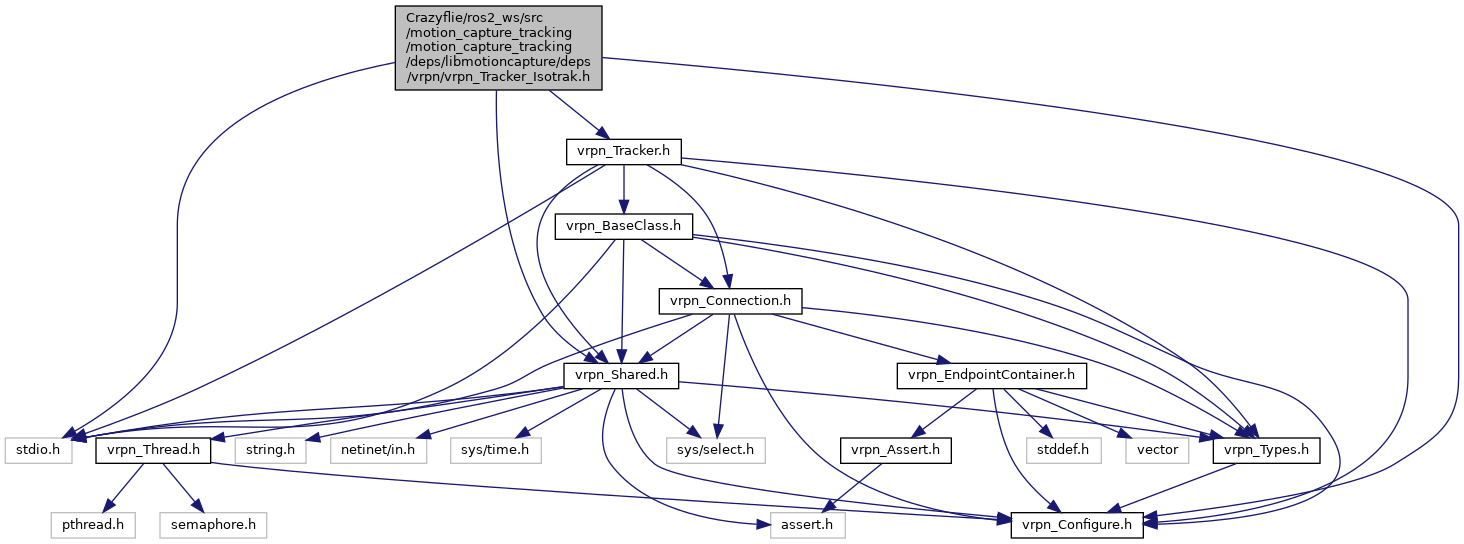 Crazyflie/ros2_ws/src
/motion_capture_tracking
/motion_capture_tracking
/deps/libmotioncapture/deps
/vrpn/vrpn_Tracker_Isotrak.h
vrpn_Tracker.h
vrpn_BaseClass.h
vrpn_Connection.h
vrpn_Shared.h
vrpn_EndpointContainer.h
stdio.h
vrpn_Thread.h
string.h
netinet/in.h
sys/time.h
sys/select.h
vrpn_Assert.h
stddef.h
vector
vrpn_Types.h
pthread.h
semaphore.h
assert.h
vrpn_Configure.h